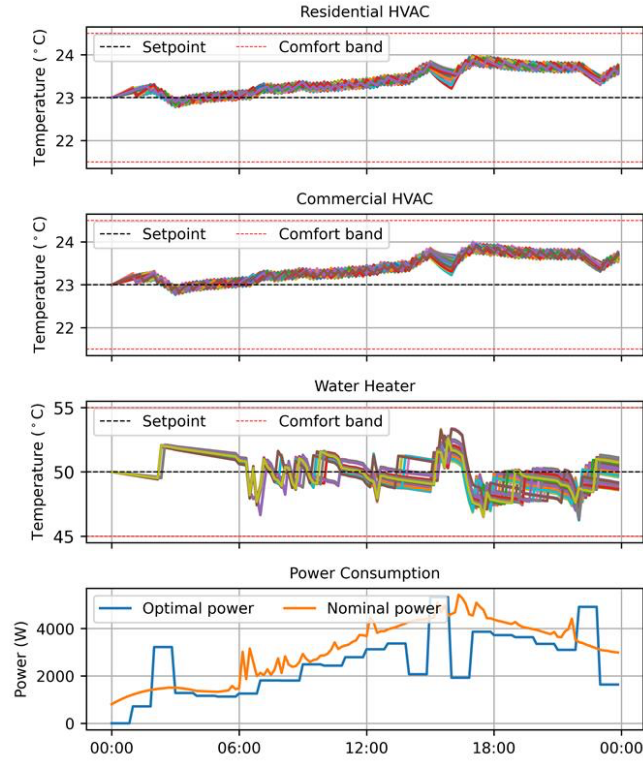 Residential HVAC
Temperature (°C)
24
23
22
Setpoint
Comfort band
Commercial HVAC
Temperature (°C)
24
23
22
Setpoint
Comfort band
Water Heater
Temperature (°C)
55
50
45
Setpoint
Comfort band
Power Consumption
Power (W)
4000
2000
0
Optimal power
Nominal power
00:00 06:00 12:00 18:00 00:00